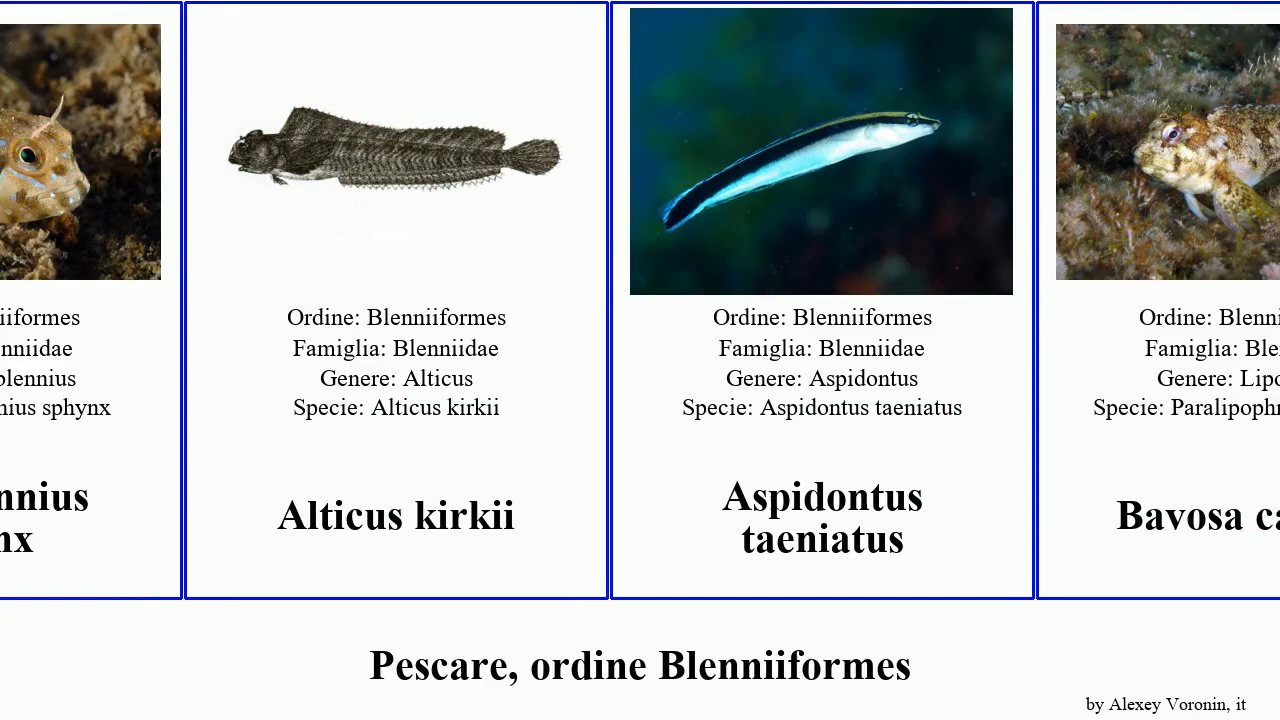 iiformes
nniidae
blennius
nius sphynx
nnius
nx
Ordine: Blenniiformes
Famiglia: Blenniidae
Genere: Alticus
Specie: Alticus kirkii
Alticus kirkii
Ordine: Blenniiformes
Famiglia: Blenniidae
Genere: Aspidontus
Specie: Aspidontus taeniatus
Aspidontus
taeniatus
Ordine: Blenni
Famiglia: Ble
Genere: Lipo
Specie: Paralipophr
Bavosa ca
Pescare, ordine Blenniiformes
by Alexey Voronin, it